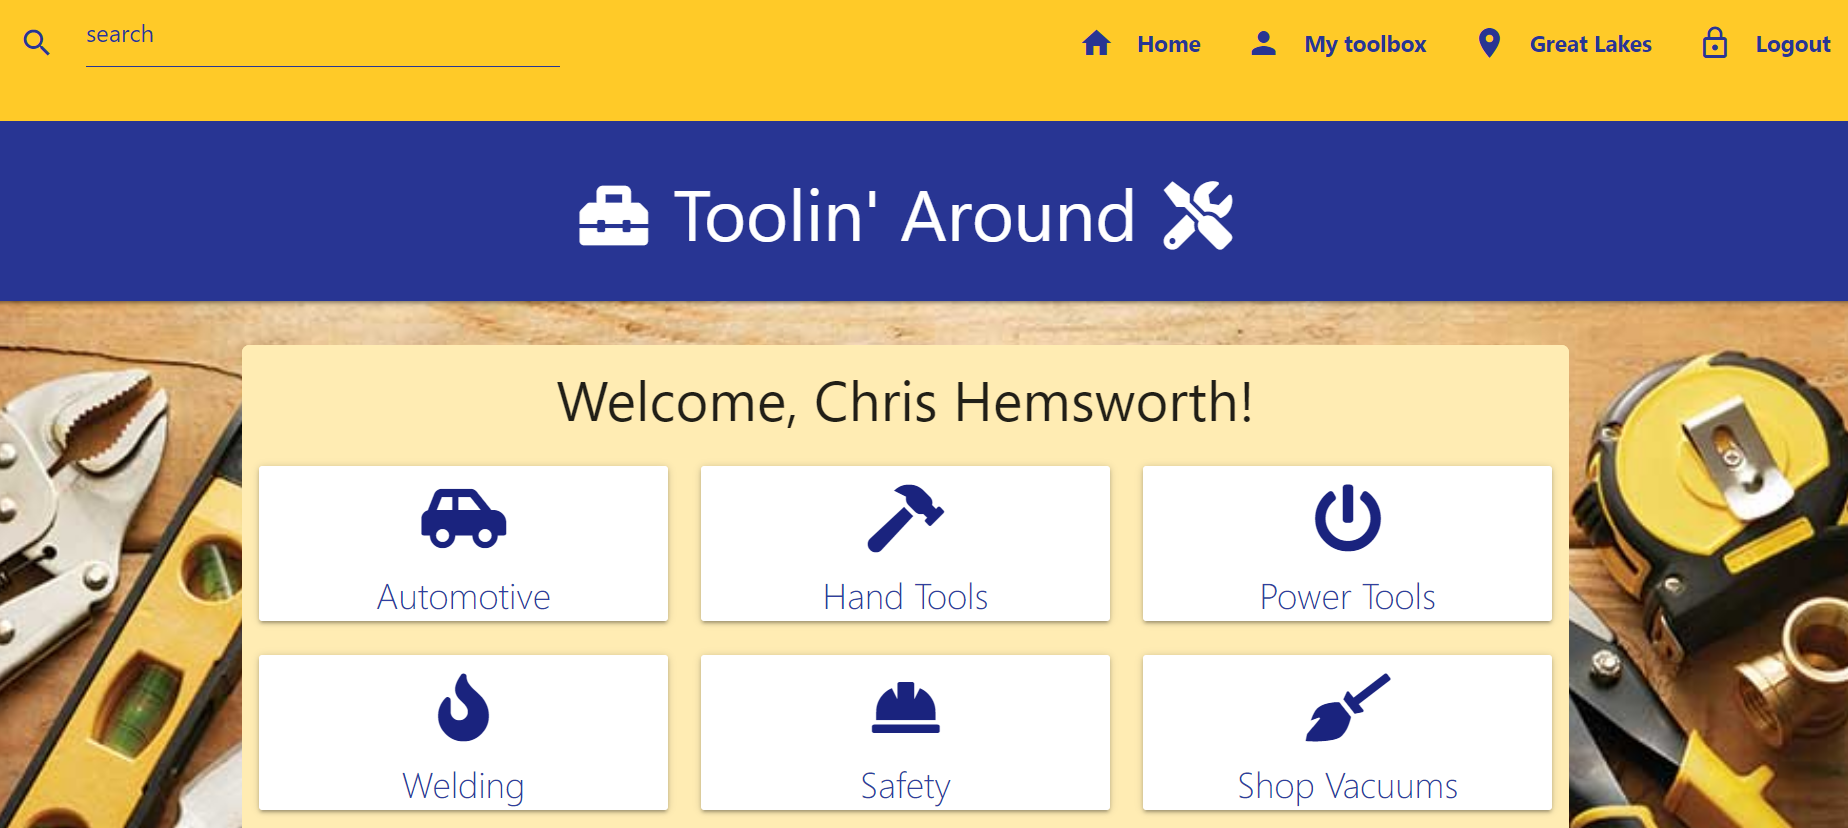 search
Home
My toolbox
Great Lakes
Logout
Toolin' Around
Welcome, Chris Hemsworth!
Automotive
Hand Tools
Power Tools
Welding
Safety
Shop Vacuums